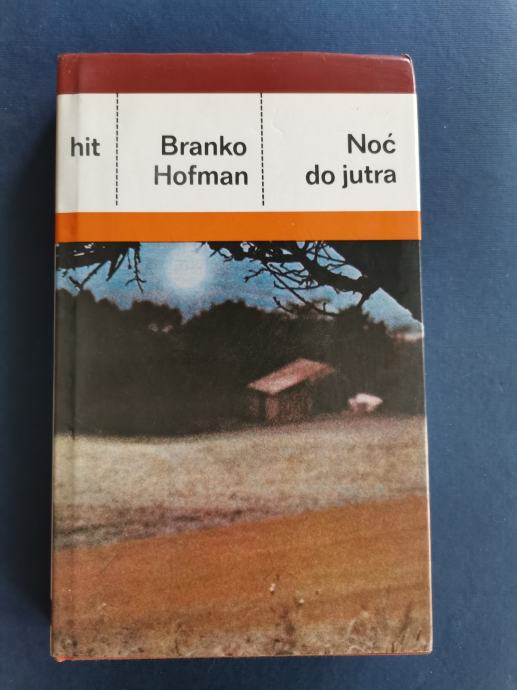 hit
Branko
Hofman
Noć
do jutra